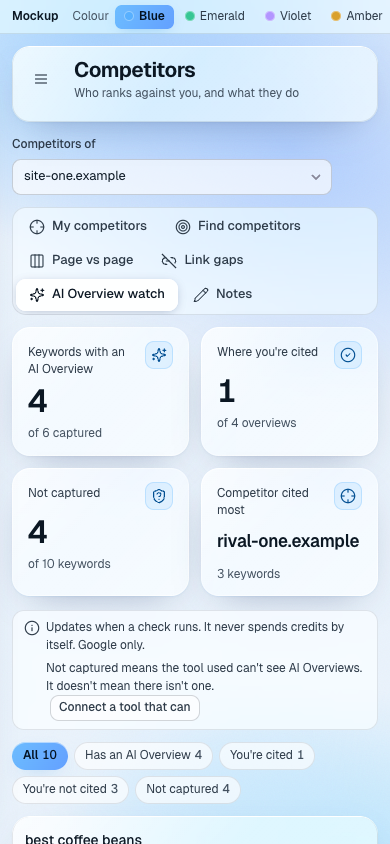 Mockup Colour Blue Emerald Violet Amber
Competitors
Who ranks against you, and what they do
Competitors of
site-one.example
My competitors Find competitors
Page vs page Link gaps
AI Overview watch Notes
Keywords with an
AI Overview
4
of 6 captured
Where you're cited
1
of 4 overviews
Not captured
4
of 10 keywords
Competitor cited
most
rival-one.example
3 keywords
Updates when a check runs. It never spends credits by
itself. Google only.
Not captured means the tool used can't see AI Overviews.
It doesn't mean there isn't one.
Connect a tool that can
All 10 Has an AI Overview 4 You're cited 1
You're not cited 3 Not captured 4
best coffee beans